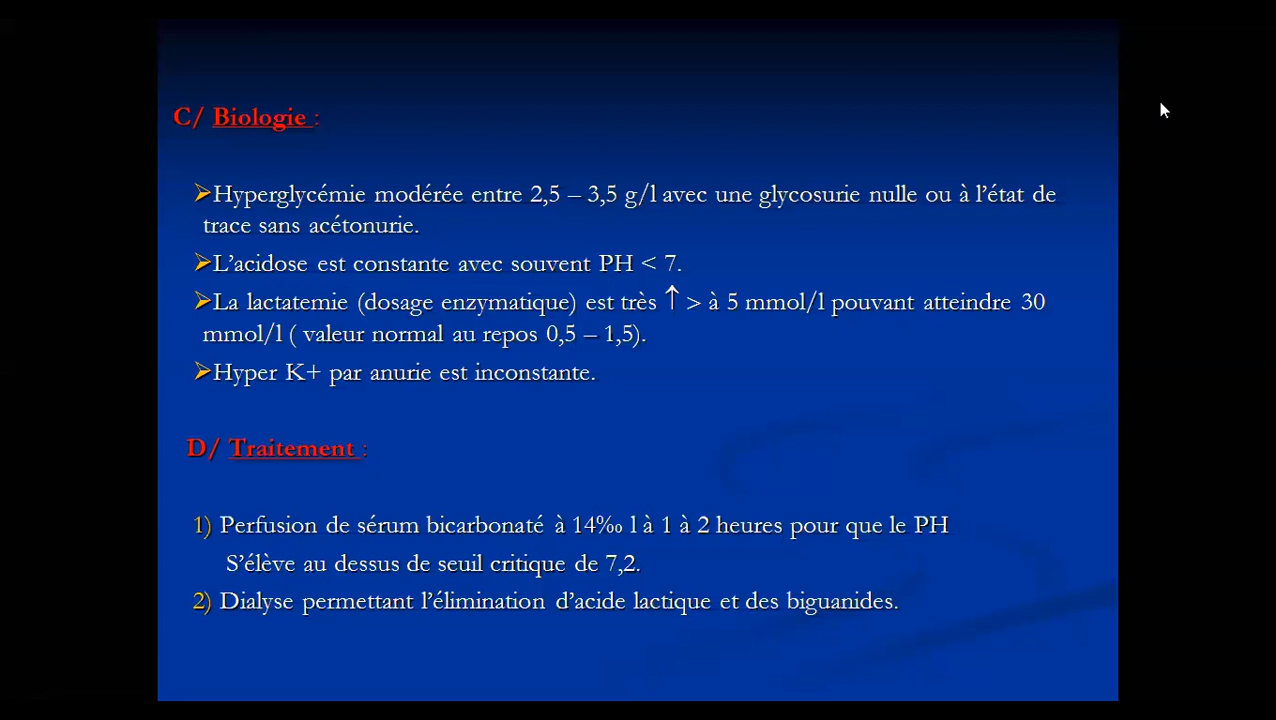 C/ Biologie :
➢Hyperglycémie modérée entre 2,5 – 3,5 g/l avec une glycosurie nulle ou à l’état de
trace sans acétonurie.
➢L’acidose est constante avec souvent PH < 7.
➢La lactatemie (dosage enzymatique) est très ↑ > à 5 mmol/l pouvant atteindre 30
mmol/l ( valeur normal au repos 0,5 – 1,5).
➢Hyper K+ par anurie est inconstante.
D/ Traitement :
1) Perfusion de sérum bicarbonaté à 14‰ l à 1 à 2 heures pour que le PH
S’élève au dessus de seuil critique de 7,2.
2) Dialyse permettant l’élimination d’acide lactique et des biguanides.